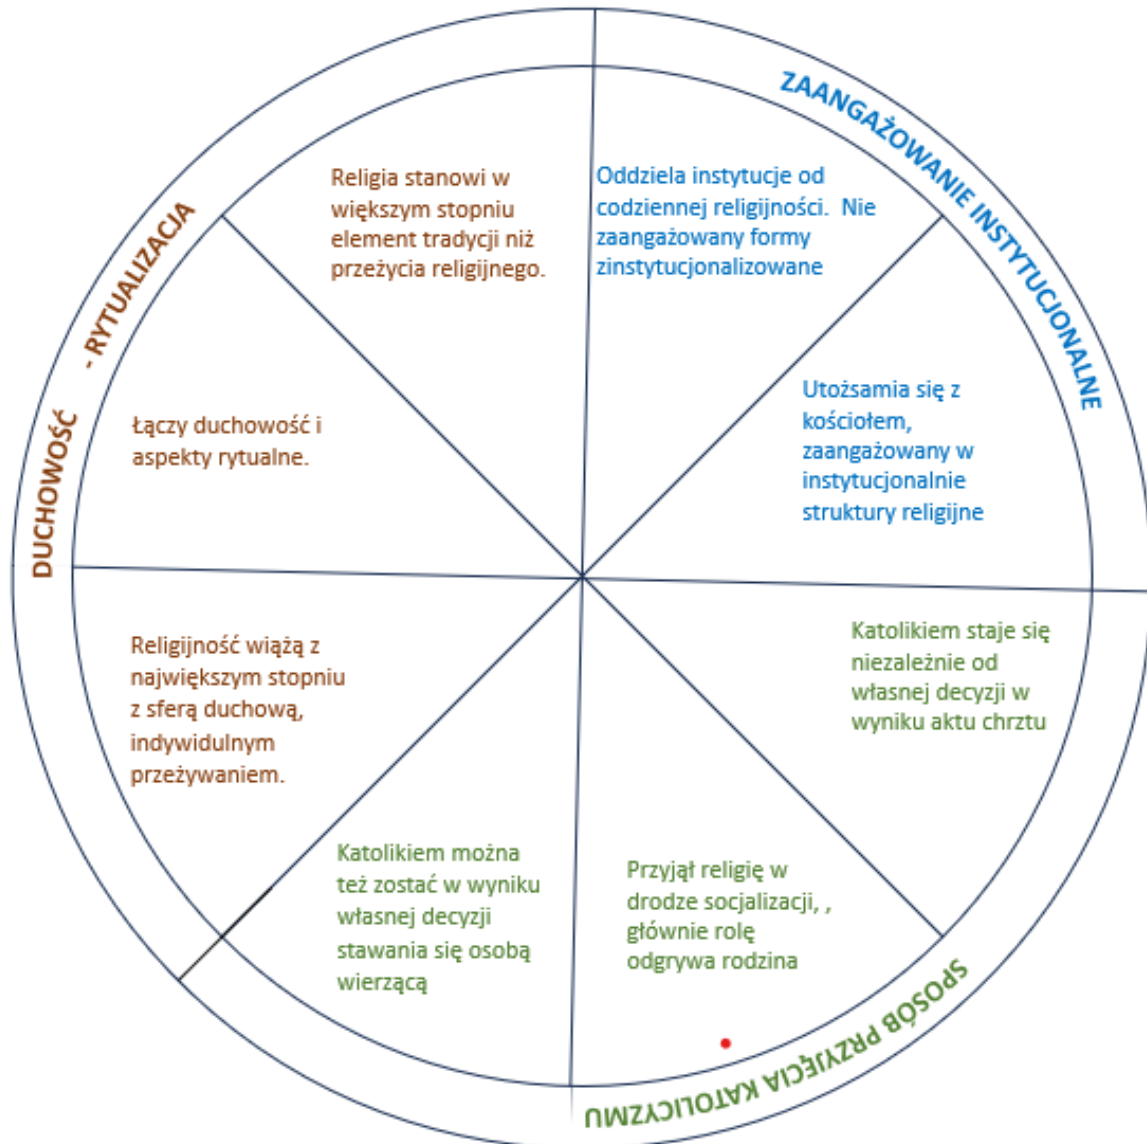 ZAANGAŻOWANIE INSTYTUCJONALNE
Oddziela instytucje od
codziennej religijności.  Nie
zaangażowany formy
zinstytucjonalizowane
Utożsamia się z
kościołem,
zaangażowany w
instytucjonalnie
struktury religijne
SPOSÓB PRZYJĘCIA KATOLICYZMU
Katolikiem staje się
niezależnie od
własnej decyzji w
wyniku aktu chrztu
Przyjął religię w
drodze socjalizacji, ,
głównie rolę
odgrywa rodzina
Katolikiem można
też zostać w wyniku
własnej decyzji
stawania się osobą
wierzącą
DUCHOWOŚĆ - RYTUALIZACJA
Religijność wiążą z
największym stopniu
z sferą duchową,
indywidulnym
przeżywaniem.
Łączy duchowość i
aspekty rytualne.
Religia stanowi w
większym stopniu
element tradycji niż
przeżycia religijnego.